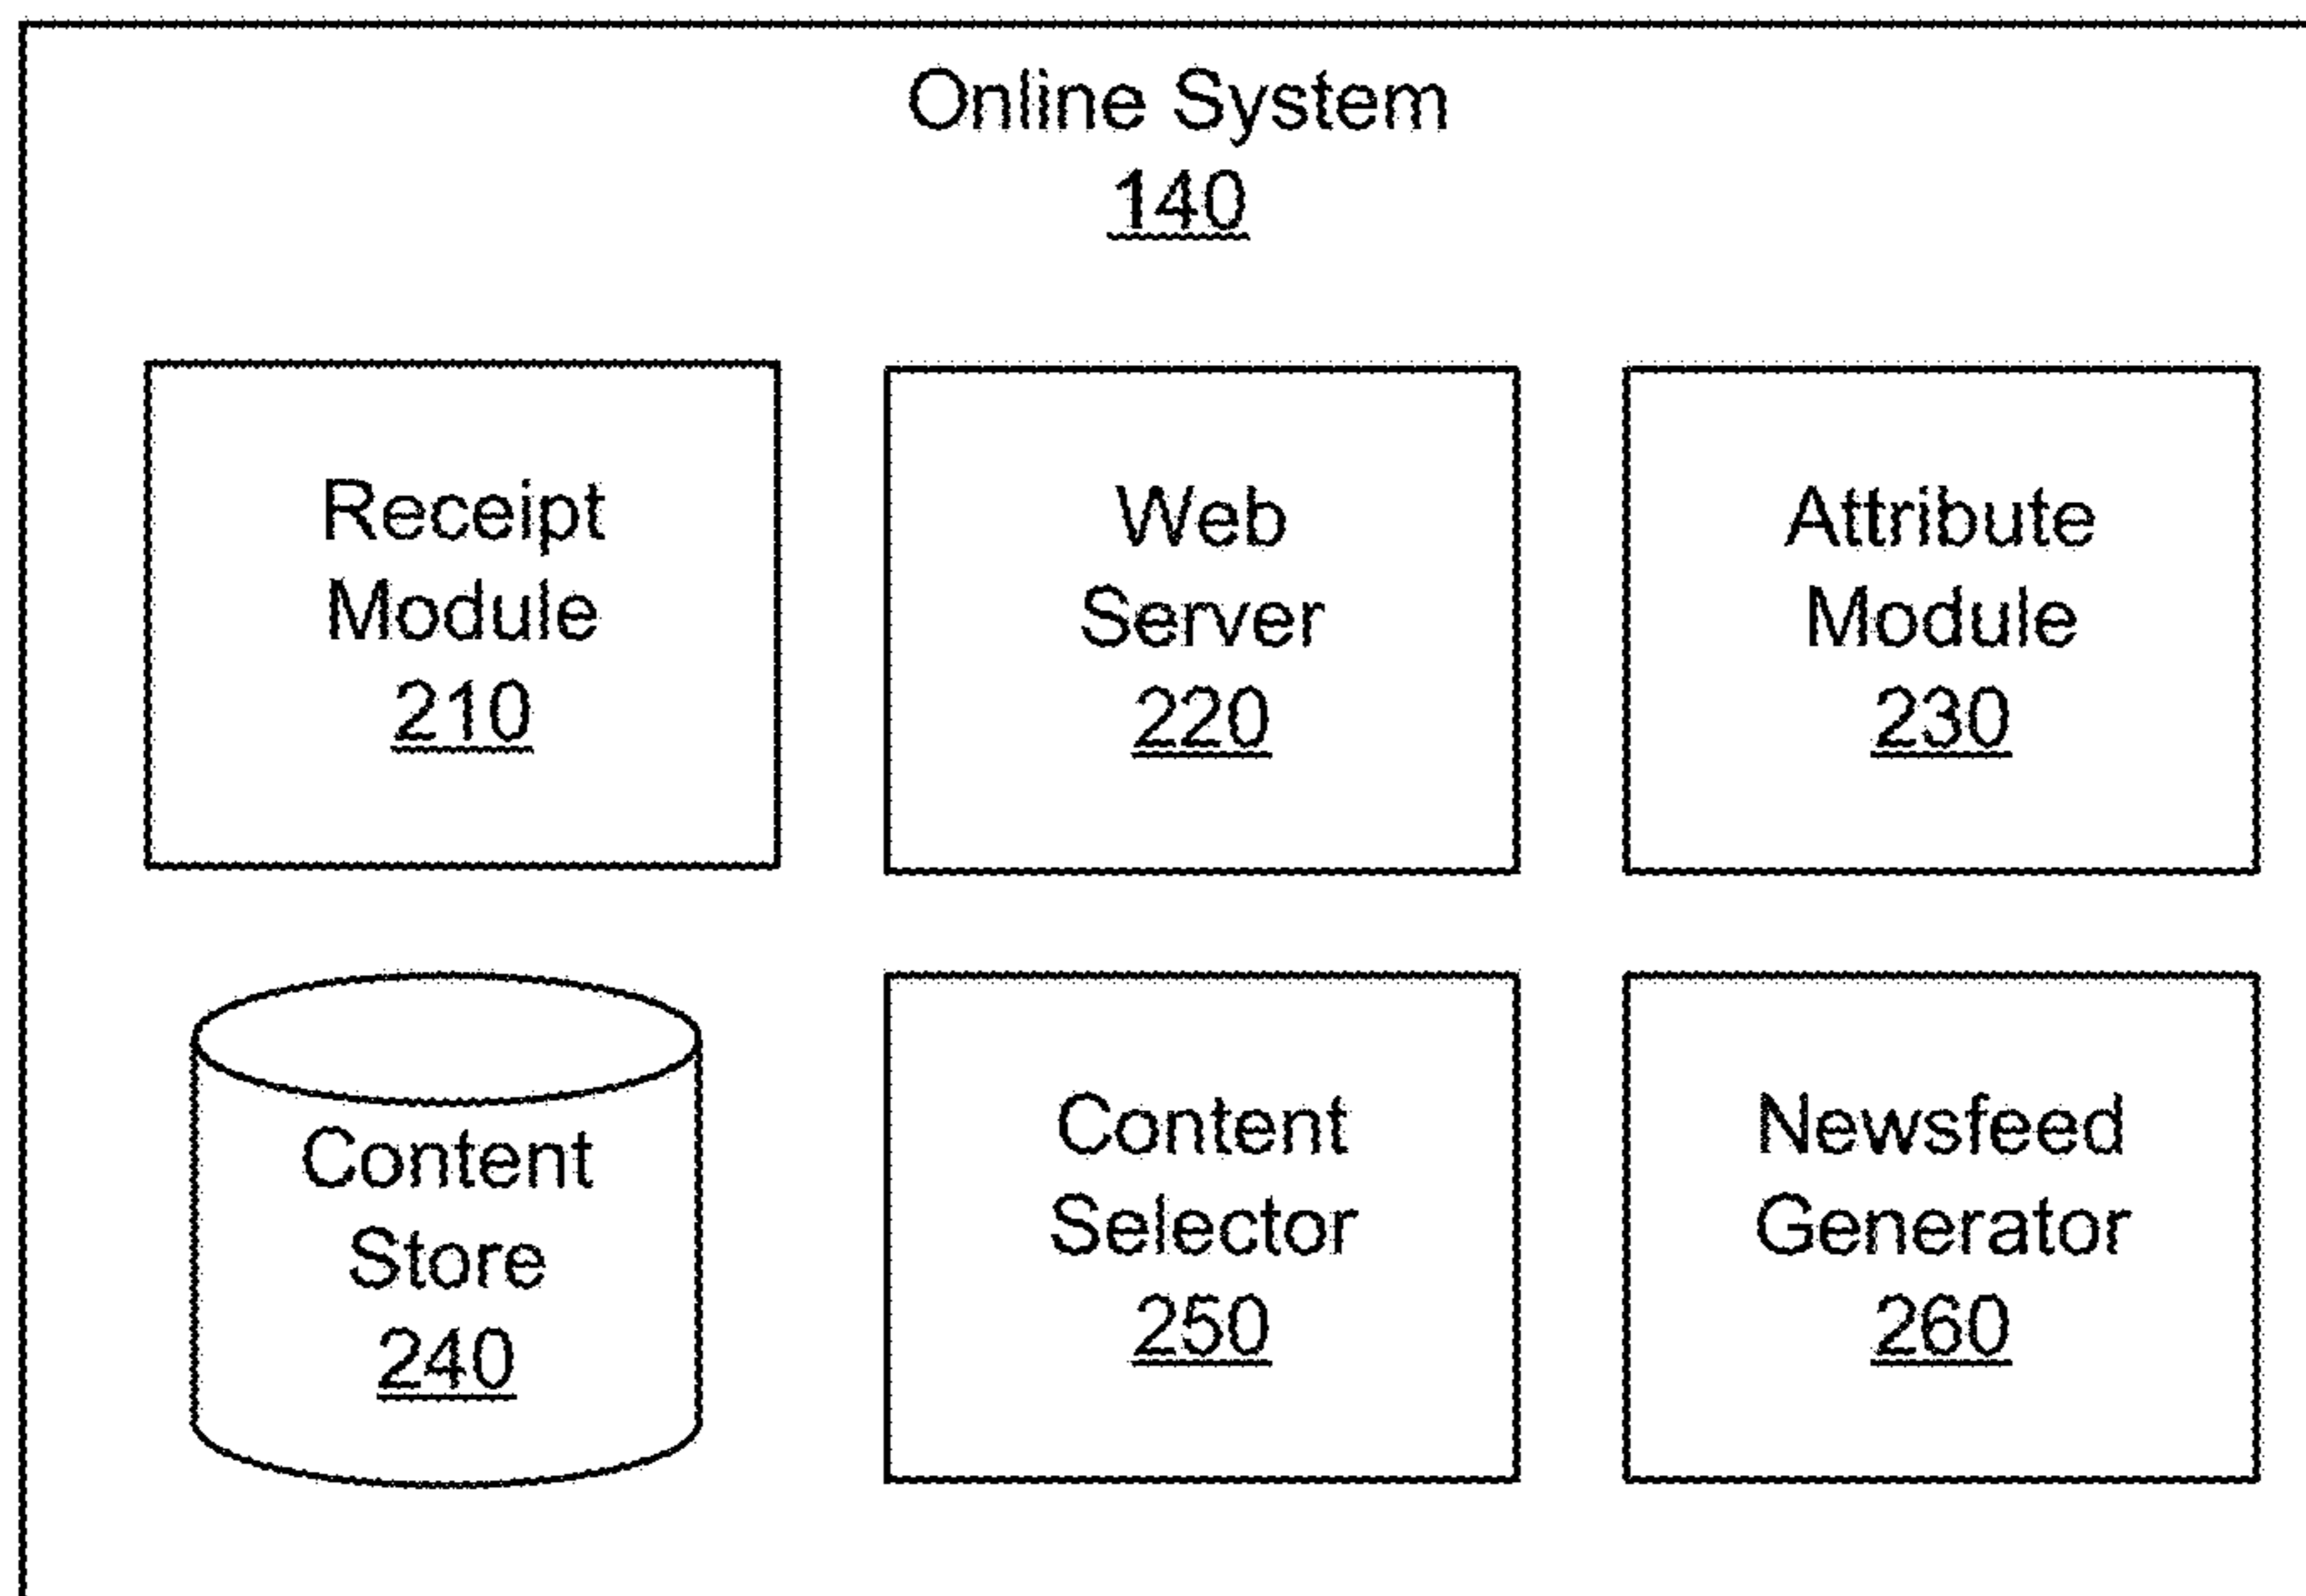 Online System
140
Receipt
Module
210
Web
Server
220
Attribute
Module
230
Content
Store
240
Content
Selector
250
Newsfeed
Generator
260